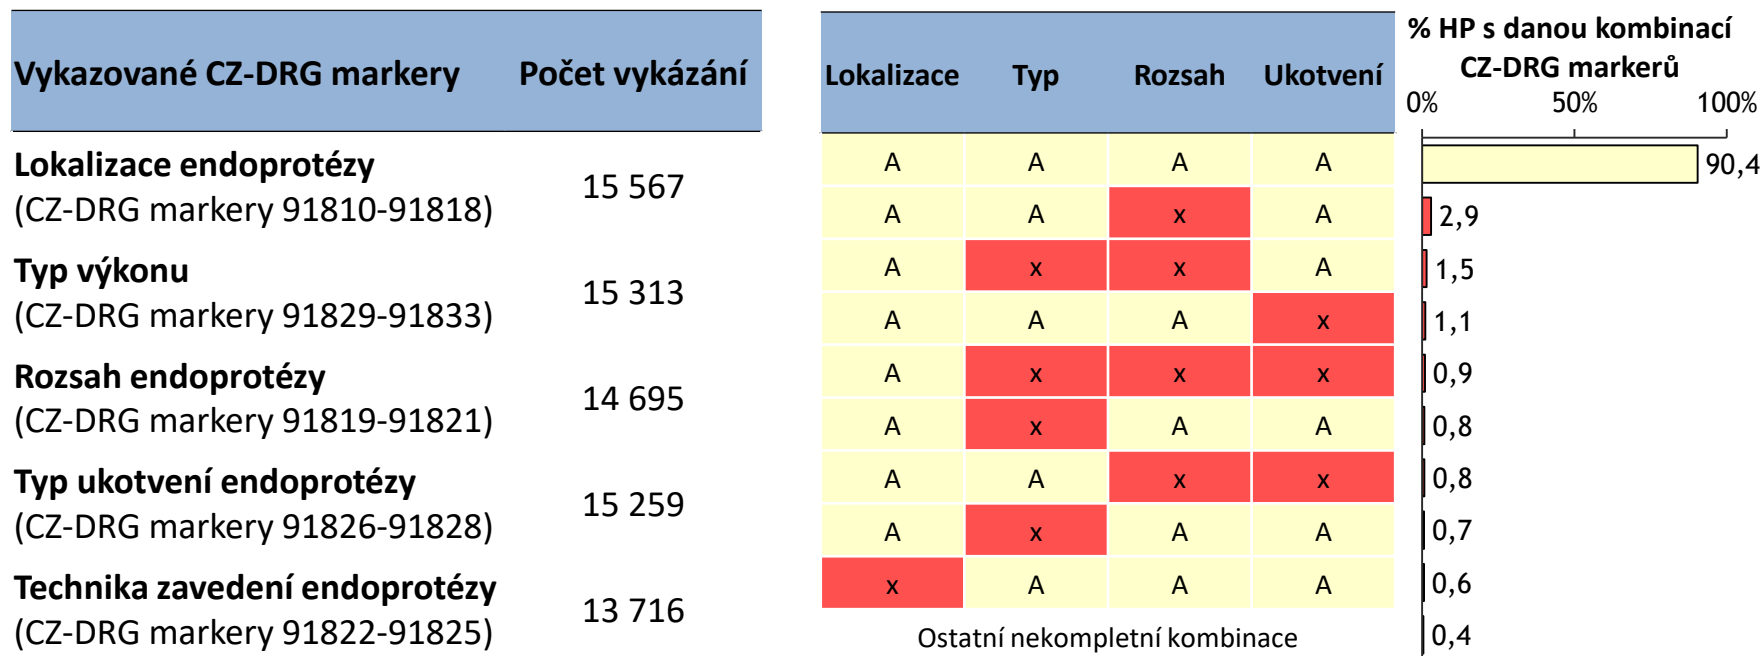 Vykazované CZ-DRG markery Počet vykázání
Lokalizace endoprotézy
(CZ-DRG markery 91810-91818)
15 567
Typ výkonu
(CZ-DRG markery 91829-91833)
15 313
Rozsah endoprotézy
(CZ-DRG markery 91819-91821)
14 695
Typ ukotvení endoprotézy
(CZ-DRG markery 91826-91828)
15 259
Technika zavedení endoprotézy
(CZ-DRG markery 91822-91825)
13 716
Lokalizace Typ Rozsah Ukotvení
% HP s danou kombinací
CZ-DRG markerů
0% 50% 100%
A A A A 90,4
A A x A 2,9
A x x A 1,5
A A A x 1,1
A x x x 0,9
A x A A 0,8
A A x x 0,8
A x A A 0,7
x A A A 0,6
Ostatní nekompletní kombinace 0,4